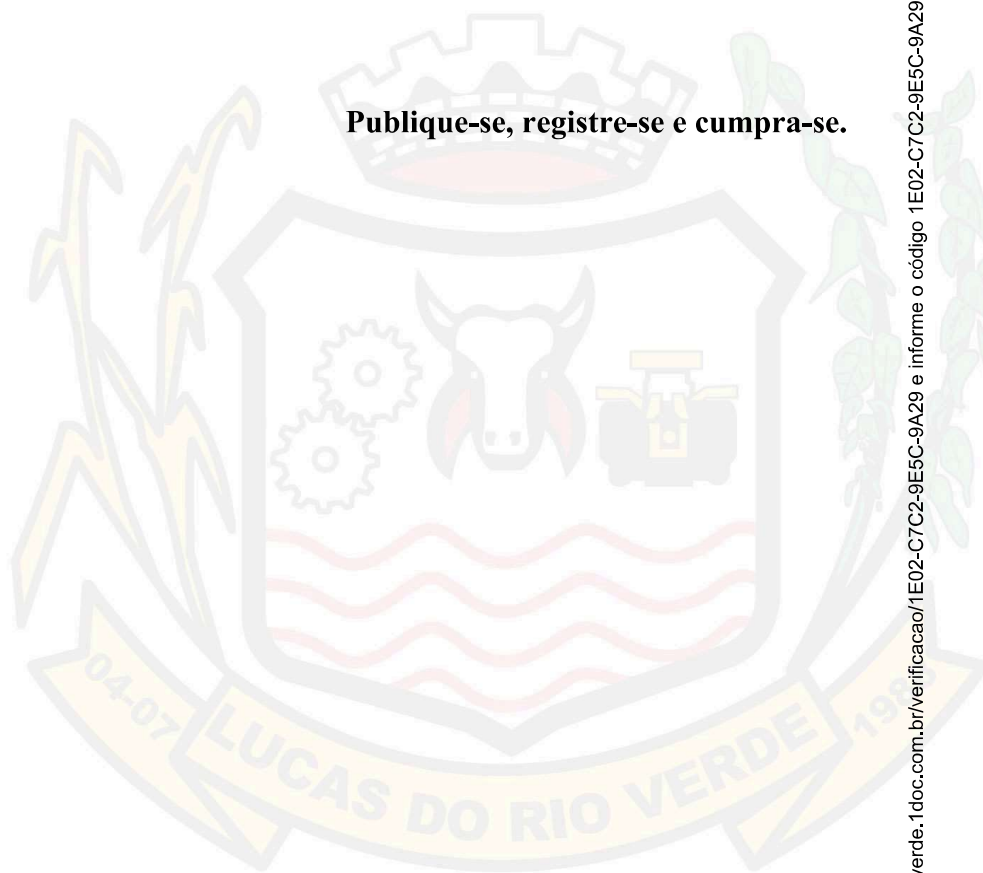 Publique-se, registre-se e cumpra-se.
04-07
LUCAS DO RIO VERDE
verde.1doc.com.br/verificacao/1E02-C7C2-9E5C-9A29 e informe o código 1E02-C7C2-9E5C-9A29